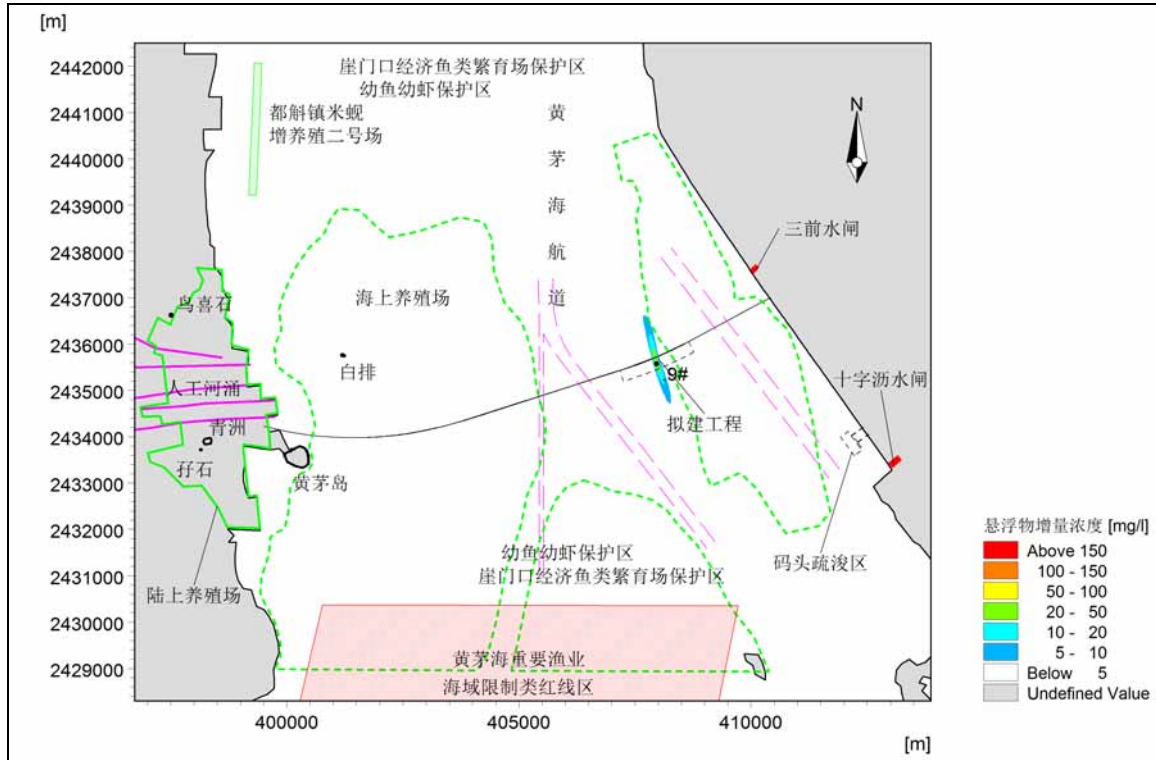 [m]
2442000
2441000
2440000
2439000
2438000
2437000
2436000
2435000
2434000
2433000
2432000
2431000
2430000
2429000
崖门口经济鱼类繁育场保护区
幼鱼幼虾保护区
都斛镇米蚬
增养殖二号场
黄
茅
海
航
道
N
三前水闸
海上养殖场
鸟喜石
白排
9#
人工河涌
拟建工程
十字沥水闸
青洲
孖石
黄茅岛
码头疏浚区
幼鱼幼虾保护区
崖门口经济鱼类繁育场保护区
陆上养殖场
黄茅海重要渔业
海域限制类红线区
400000
405000
410000
[m]
悬浮物增量浓度 [mg/l]
Above 150
100 - 150
50 - 100
20 - 50
10 - 20
5 - 10
Below 5
Undefined Value